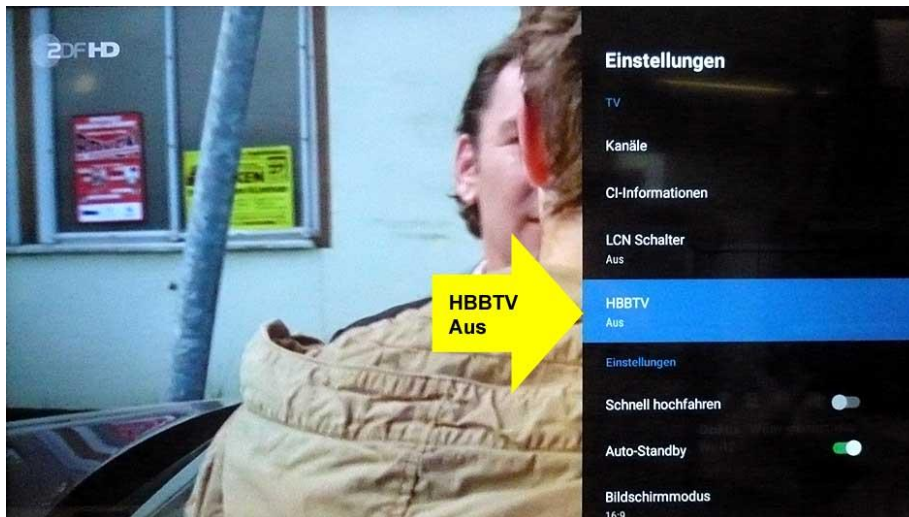 ZDF HD
HBBTV
Aus
Einstellungen
TV
Kanäle
CI-Informationen
LCN Schalter
Aus
HBBTV
Aus
Einstellungen
Schnell hochfahren
Auto-Standby
Bildschirmmodus
16:9